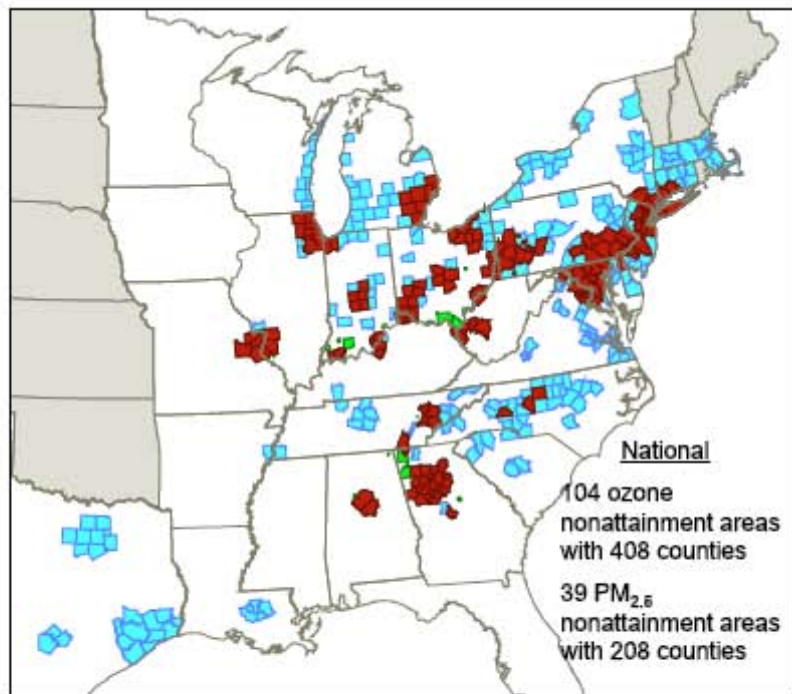 National
104 ozone
nonattainment areas
with 408 counties
39 PM2.5
nonattainment areas
with 208 counties